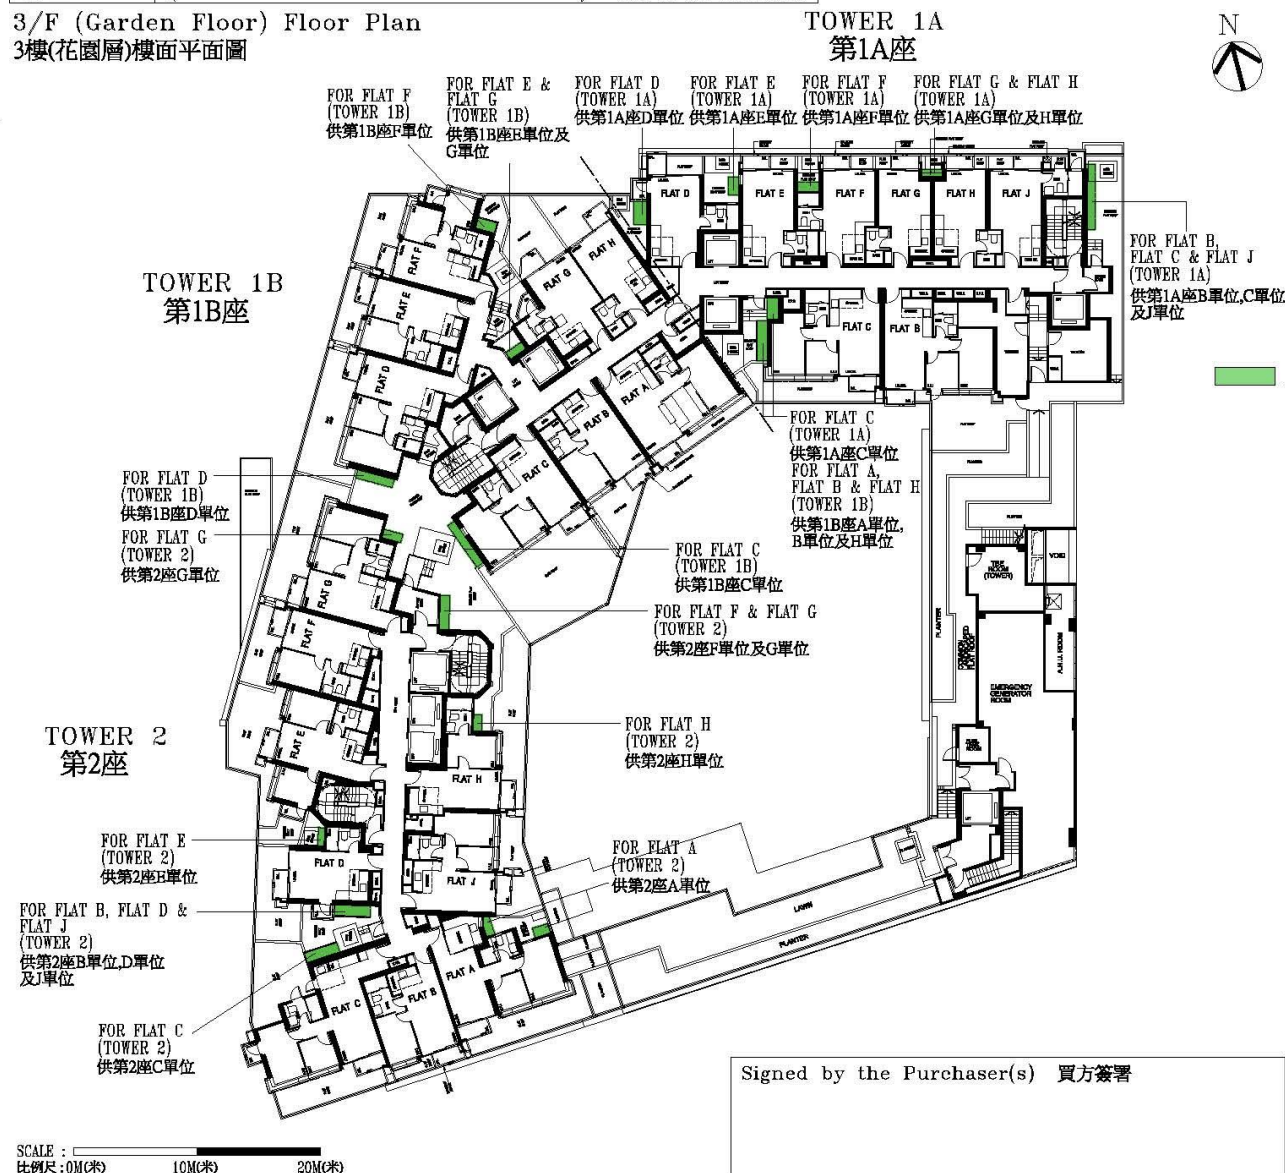 3/F (Garden Floor) Floor Plan
3樓(花園層)樓面平面圖
TOWER 1A
第1A座
N
FOR FLAT F
(TOWER 1B)
供第1B座F單位
FOR FLAT E &
FLAT G
(TOWER 1B)
供第1B座E單位及
G單位
FOR FLAT D
(TOWER 1A)
供第1A座D單位
FOR FLAT E
(TOWER 1A)
供第1A座E單位
FOR FLAT F
(TOWER 1A)
供第1A座F單位
FOR FLAT G & FLAT H
(TOWER 1A)
供第1A座G單位及H單位
FLAT D
FLAT E
FLAT F
FLAT G
FLAT H
FLAT J
FOR FLAT B,
FLAT C & FLAT J
(TOWER 1A)
供第1A座B單位,C單位
及J單位
FLAT C
FLAT B
TOWER 1B
第1B座
FLAT F
FLAT E
FLAT D
FLAT G
FLAT H
FLAT A
FLAT B
FLAT C
FOR FLAT C
(TOWER 1A)
供第1A座C單位
FOR FLAT A,
FLAT B & FLAT H
(TOWER 1B)
供第1B座A單位,
B單位及H單位
FOR FLAT D
(TOWER 1B)
供第1B座D單位
FOR FLAT G
(TOWER 2)
供第2座G單位
FOR FLAT C
(TOWER 1B)
供第1B座C單位
FOR FLAT F & FLAT G
(TOWER 2)
供第2座F單位及G單位
FOR FLAT H
(TOWER 2)
供第2座H單位
TOWER 2
第2座
FLAT G
FLAT F
FLAT E
FLAT H
FLAT D
FLAT J
FLAT A
FLAT B
FLAT C
VOID
TBE
ROOM
(TOWER)
PLANTER
A.H.U. ROOM
EMERGENCY
GENERATOR
ROOM
FOR FLAT E
(TOWER 2)
供第2座E單位
FOR FLAT A
(TOWER 2)
供第2座A單位
FOR FLAT B, FLAT D &
FLAT J
(TOWER 2)
供第2座B單位,D單位
及J單位
LAWN
PLANTER
FOR FLAT C
(TOWER 2)
供第2座C單位
Signed by the Purchaser(s) 買方簽署
SCALE :
比例尺:0M(米) 10M(米) 20M(米)